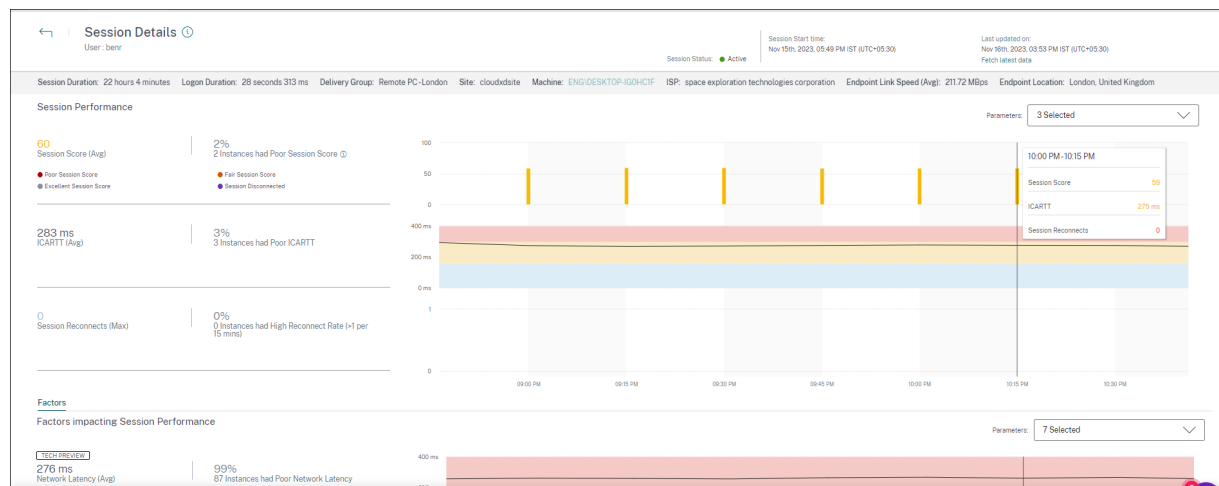 Session Details
User : benr
Session Status: Active
Session Start time:
Nov 15th, 2023, 05:49 PM IST (UTC+05:30)
Last updated on:
Nov 16th, 2023, 03:53 PM IST (UTC+05:30)
Fetch latest data
Session Duration: 22 hours 4 minutes Logon Duration: 28 seconds 313 ms Delivery Group: Remote PC-London Site: cloudxdsite Machine: ENG\DESKTOP-IG0HC1F ISP: space exploration technologies corporation Endpoint Link Speed (Avg): 211.72 MBps Endpoint Location: London, United Kingdom
Session Performance
Parameters: 3 Selected
60
Session Score (Avg)
2%
2 Instances had Poor Session Score
Poor Session Score
Fair Session Score
Excellent Session Score
Session Disconnected
100
50
0
10:00 PM-10:15 PM
Session Score 59
ICARTT 275 ms
Session Reconnects 0
283 ms
ICARTT (Avg)
3%
3 Instances had Poor ICARTT
400 ms
200 ms
0 ms
0
Session Reconnects (Max)
0%
0 Instances had High Reconnect Rate (>1 per
15 mins)
1
0
09:00 PM 09:15 PM 09:30 PM 09:45 PM 10:00 PM 10:15 PM 10:30 PM
Factors
Factors impacting Session Performance
Parameters: 7 Selected
TECH PREVIEW
276 ms
Network Latency (Avg)
99%
87 Instances had Poor Network Latency
400 ms